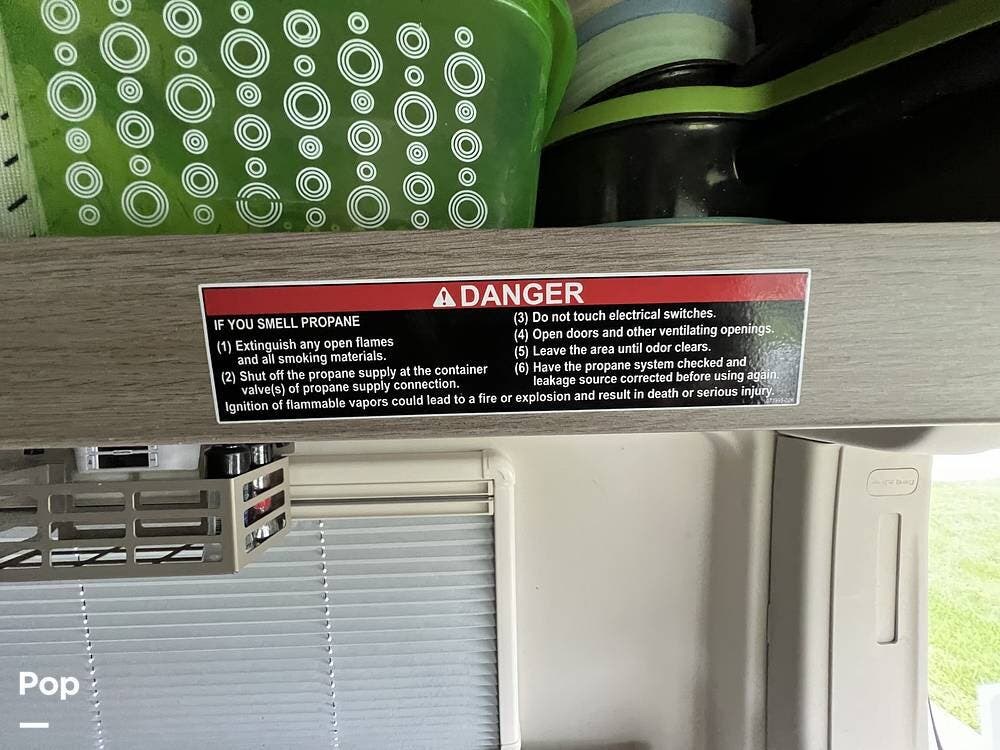 DANGER
IF YOU SMELL PROPANE
(1) Extinguish any open flames
and all smoking materials.
(2) Shut off the propane supply at the container
valve(s) of propane supply connection.
(3) Do not touch electrical switches.
(4) Open doors and other ventilating openings.
(5) Leave the area until odor clears.
(6) Have the propane system checked and
leakage source corrected before using again.
Ignition of flammable vapors could lead to a fire or explosion and result in death or serious injury.
Pop